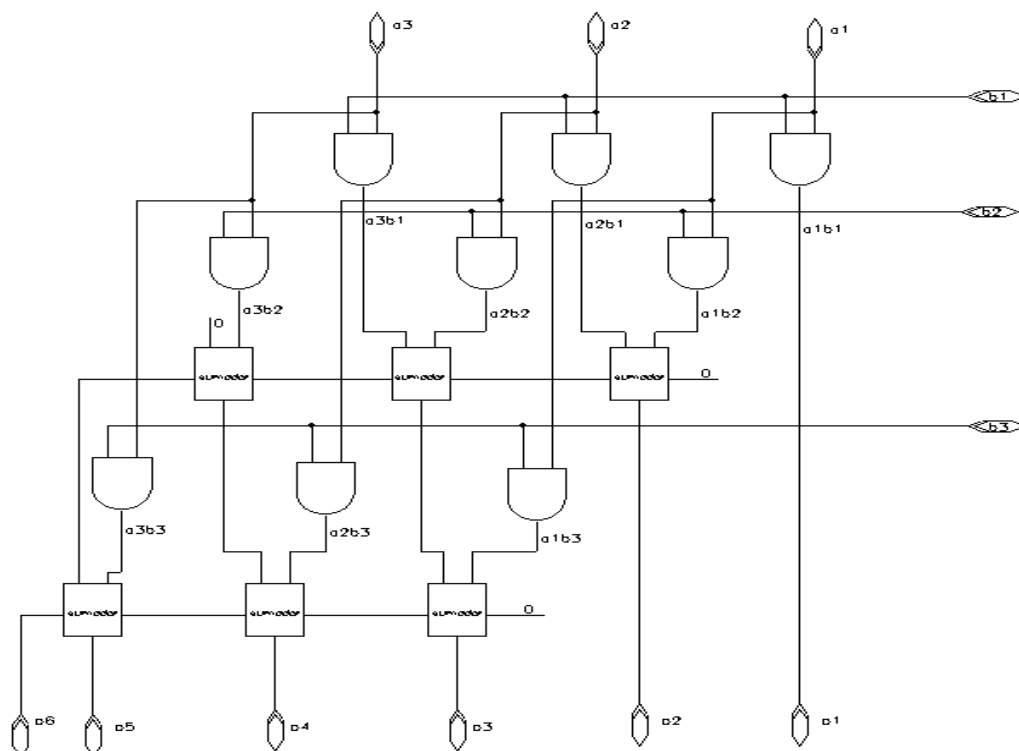 a3
a2
a1
b1
b2
a3b1
a2b1
a1b1
a3b2
a2b2
a1b2
0
sumador
sumador
sumador
0
b3
a3b3
a2b3
a1b3
sumador
sumador
sumador
0
p6
p5
p4
p3
p2
p1